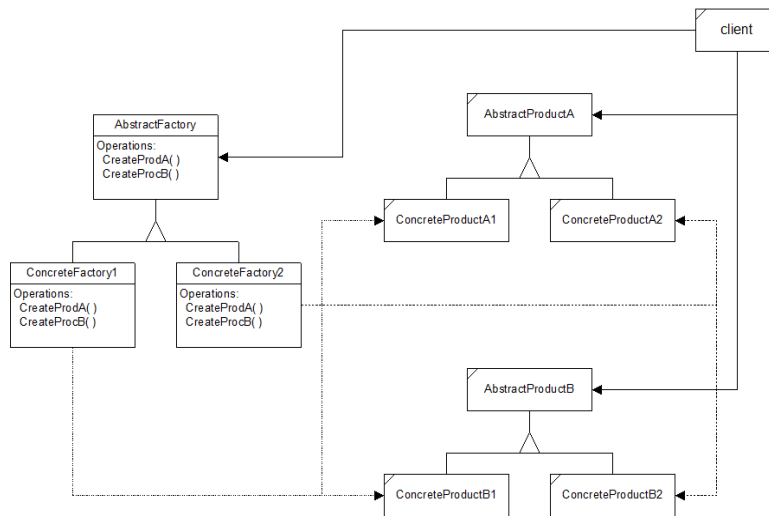 client
AbstractProductA
AbstractFactory
Operations:
CreateProdA( )
CreateProcB( )
ConcreteProductA1
ConcreteProductA2
ConcreteFactory1
Operations:
CreateProdA( )
CreateProcB( )
ConcreteFactory2
Operations:
CreateProdA( )
CreateProcB( )
AbstractProductB
ConcreteProductB1
ConcreteProductB2